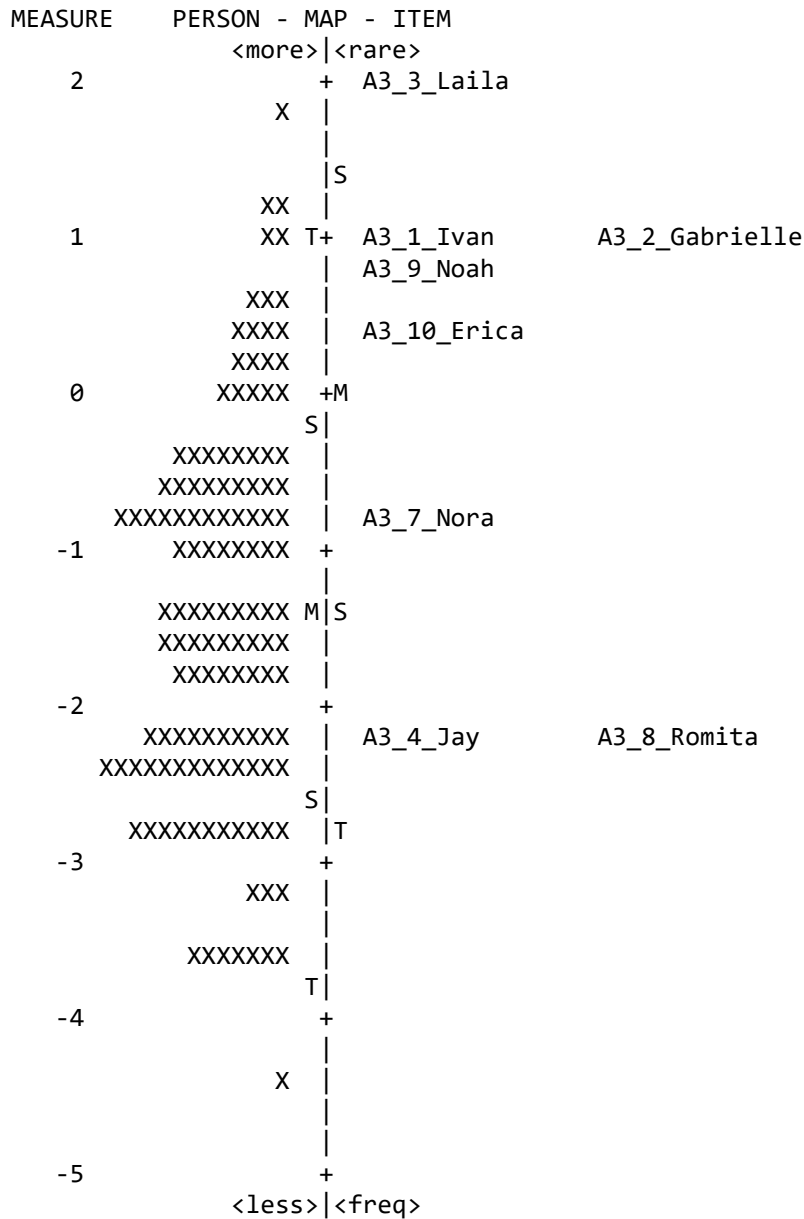 MEASURE    PERSON - MAP - ITEM
               <more>|<rare>
    2                +  A3_3_Laila
                  X  |
                     |
                     |S
                 XX  |
    1            XX T+  A3_1_Ivan       A3_2_Gabrielle
                     |  A3_9_Noah
                XXX  |
               XXXX  |  A3_10_Erica
               XXXX  |
    0         XXXXX  +M
                    S|
           XXXXXXXX  |
          XXXXXXXXX  |
       XXXXXXXXXXXX  |  A3_7_Nora
   -1      XXXXXXXX  +
                     |
          XXXXXXXXX M|S
          XXXXXXXXX  |
           XXXXXXXX  |
   -2                +
         XXXXXXXXXX  |  A3_4_Jay        A3_8_Romita
      XXXXXXXXXXXXX  |
                    S|
        XXXXXXXXXXX  |T
   -3                +
                XXX  |
                     |
            XXXXXXX  |
                    T|
   -4                +
                     |
                  X  |
                     |
                     |
   -5                +
               <less>|<freq>